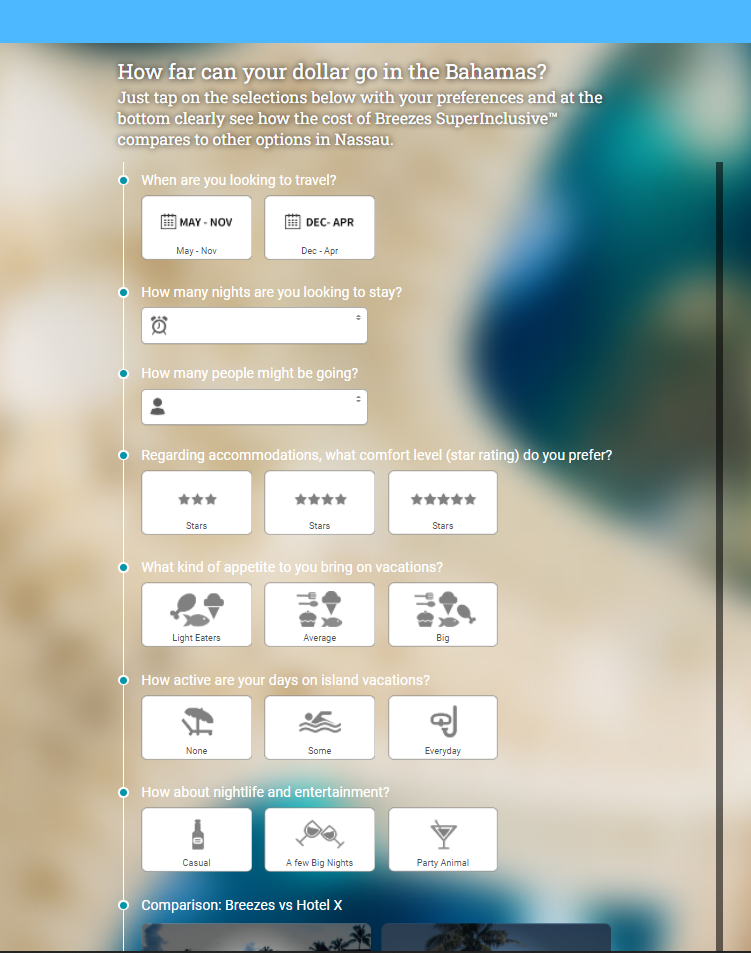 How far can your dollar go in the Bahamas?
Just tap on the selections below with your preferences and at the
bottom clearly see how the cost of Breezes SuperInclusive™
compares to other options in Nassau.
When are you looking to travel?
MAY - NOV
DEC- APR
May - Nov
Dec - Apr
How many nights are you looking to stay?
How many people might be going?
Regarding accommodations, what comfort level (star rating) do you prefer?
Stars
Stars
Stars
What kind of appetite to you bring on vacations?
Light Eaters
Average
Big
How active are your days on island vacations?
None
Some
Everyday
How about nightlife and entertainment?
Casual
A few Big Nights
Party Animal
Comparison: Breezes vs Hotel X